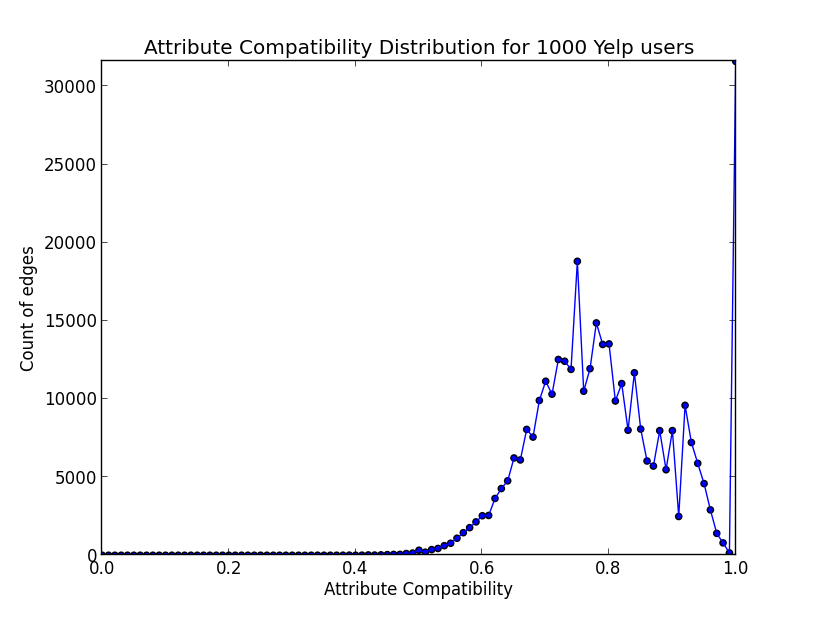 Attribute Compatibility Distribution for 1000 Yelp users
30000
25000
20000
15000
10000
5000
0
0.0 0.2 0.4 0.6 0.8 1.0
Count of edges
Attribute Compatibility